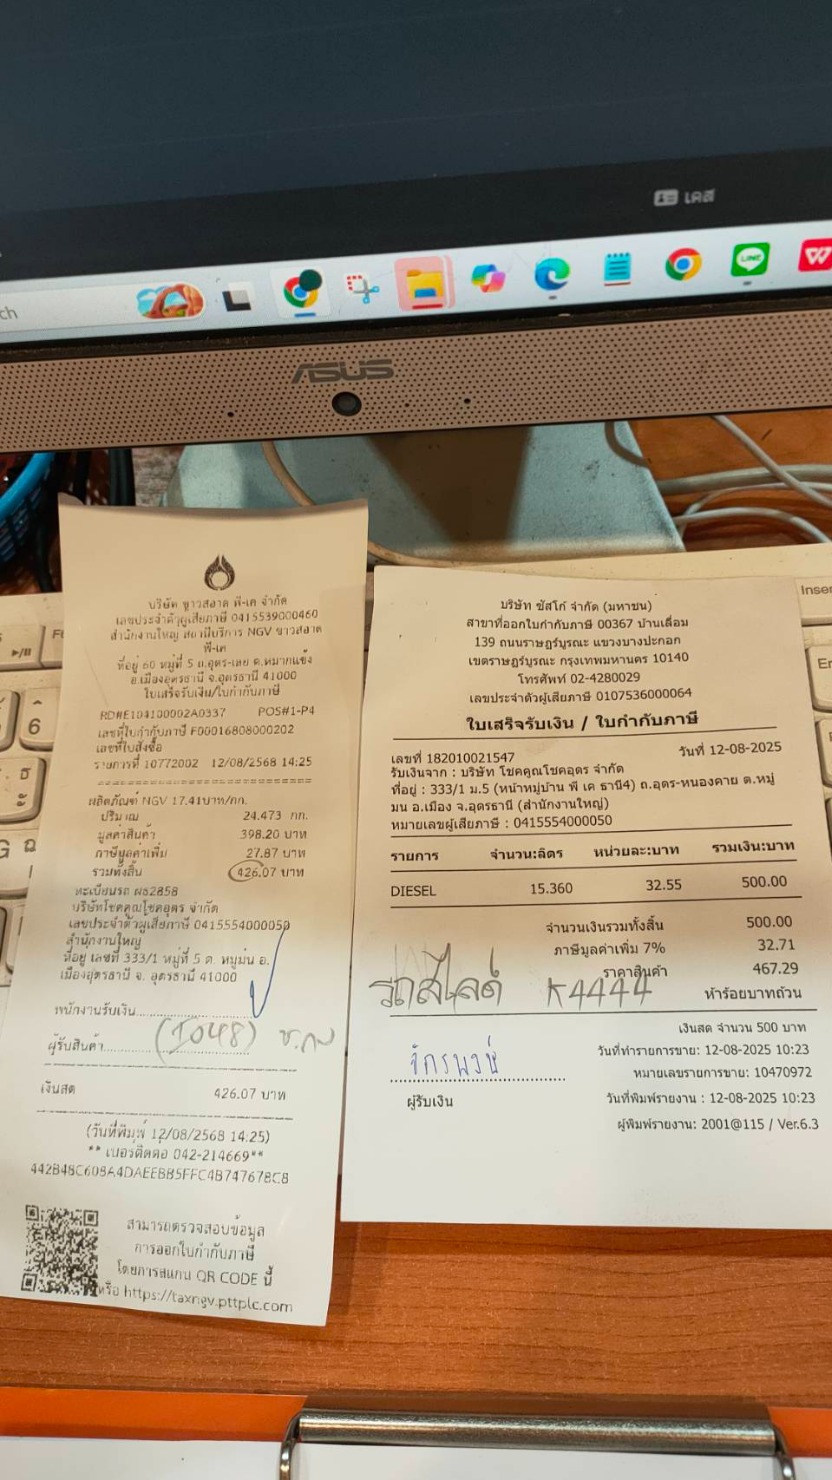 เคส
ch
LINE
W
ASUS
Inser
6
ธ
ะ
G
บริษัท ขาวสอาด พี-เค จำกัด
เลขประจำตัวผู้เสียภาษี 0415539000460
สำนักงานใหญ่ สถานีบริการ NGV ขาวสอาด
พี-เค
ที่อยู่ 60 หมู่ที่ 5 ถ.อุดร-เลย ต.หมากแข้ง
อ.เมืองอุดรธานี จ.อุดรธานี 41000
ใบเสร็จรับเงิน/ใบกำกับภาษี
RD#E104100002A0337 POS#1-P4
เลขที่ใบกำกับภาษี F00016808000202
เลขที่ใบสั่งซื้อ
รายการที่ 10772002 12/08/2568 14:25
ผลิตภัณฑ์ NGV 17.41บาท/กก.
ปริมาณ 24.473 กก.
มูลค่าสินค้า 398.20 บาท
ภาษีมูลค่าเพิ่ม 27.87 บาท
รวมทั้งสิ้น 426.07 บาท
ทะเบียนรถ ผธ2858
บริษัทโชคคูณโชคอุดร จำกัด
เลขประจำตัวผู้เสียภาษี 0415554000050
สำนักงานใหญ่
ที่อยู่ เลขที่ 333/1 หมู่ที่ 5 ต. หมูม่น อ.
เมืองอุดรธานี จ. อุดรธานี 41000
พนักงานรับเงิน
ผู้รับสินค้า
เงินสด 426.07 บาท
(วันที่พิมพ์ 12/08/2568 14:25)
** เบอร์ติดต่อ 042-214669**
442B48C608A4DAEEBB5FFC4B74767BC8
สามารถตรวจสอบข้อมูล
การออกใบกำกับภาษี
โดยการสแกน QR CODE นี้
หรือ https://taxngv.pttplc.com
บริษัท ซัสโก้ จำกัด (มหาชน)
สาขาที่ออกใบกำกับภาษี 00367 บ้านเลื่อม
139 ถนนราษฎร์บูรณะ แขวงบางปะกอก
เขตราษฎร์บูรณะ กรุงเทพมหานคร 10140
โทรศัพท์ 02-4280029
เลขประจำตัวผู้เสียภาษี 0107536000064
ใบเสร็จรับเงิน / ใบกำกับภาษี
เลขที่ 182010021547 วันที่ 12-08-2025
รับเงินจาก : บริษัท โชคคูณโชคอุดร จำกัด
ที่อยู่ : 333/1 ม.5 (หน้าหมู่บ้าน พี เค ธานี4) ถ.อุดร-หนองคาย ต.หมู
มน อ.เมือง จ.อุดรธานี (สำนักงานใหญ่)
หมายเลขผู้เสียภาษี : 0415554000050
รายการ จำนวน:ลิตร หน่วยละ:บาท รวมเงิน:บาท
DIESEL 15.360 32.55 500.00
จำนวนเงินรวมทั้งสิ้น 500.00
ภาษีมูลค่าเพิ่ม 7% 32.71
ราคาสินค้า 467.29
รถสไลด์ K4444
ห้าร้อยบาทถ้วน
เงินสด จำนวน 500 บาท
จักรพงษ์
วันที่ทำรายการขาย: 12-08-2025 10:23
หมายเลขรายการขาย: 10470972
ผู้รับเงิน
วันที่พิมพ์รายงาน : 12-08-2025 10:23
ผู้พิมพ์รายงาน: 2001@115 / Ver.6.3